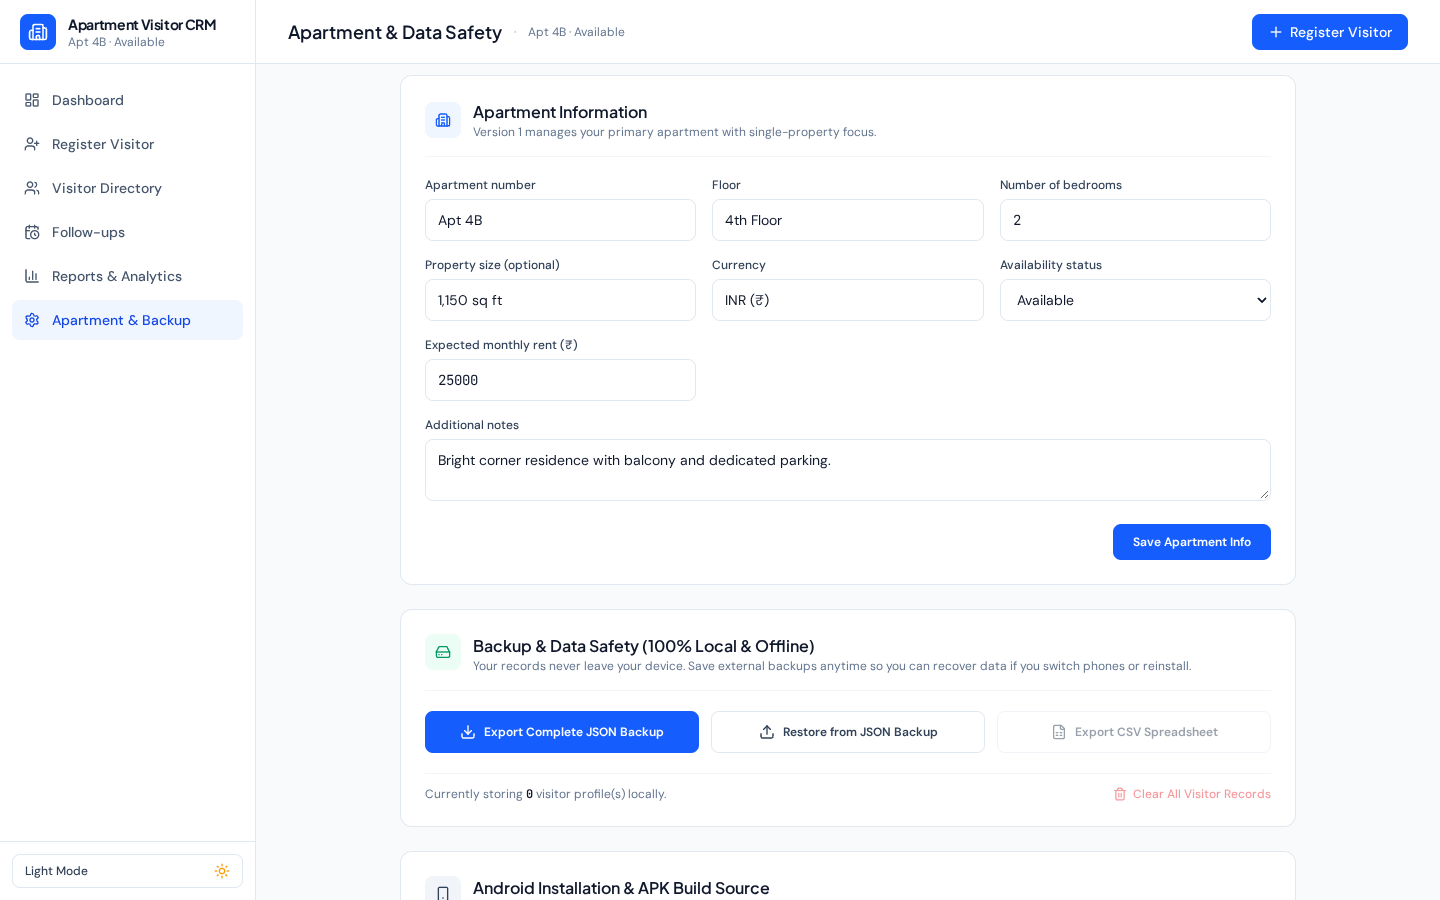 Apartment Visitor CRM
Apt 4B · Available
Dashboard
Register Visitor
Visitor Directory
Follow-ups
Reports & Analytics
Apartment & Backup
Light Mode
Apartment & Data Safety · Apt 4B · Available
Register Visitor
Apartment Information
Version 1 manages your primary apartment with single-property focus.
Apartment number
Apt 4B
Floor
4th Floor
Number of bedrooms
2
Property size (optional)
1,150 sq ft
Currency
INR (₹)
Availability status
Available
Expected monthly rent (₹)
25000
Additional notes
Bright corner residence with balcony and dedicated parking.
Save Apartment Info
Backup & Data Safety (100% Local & Offline)
Your records never leave your device. Save external backups anytime so you can recover data if you switch phones or reinstall.
Export Complete JSON Backup
Restore from JSON Backup
Export CSV Spreadsheet
Currently storing 0 visitor profile(s) locally.
Clear All Visitor Records
Android Installation & APK Build Source